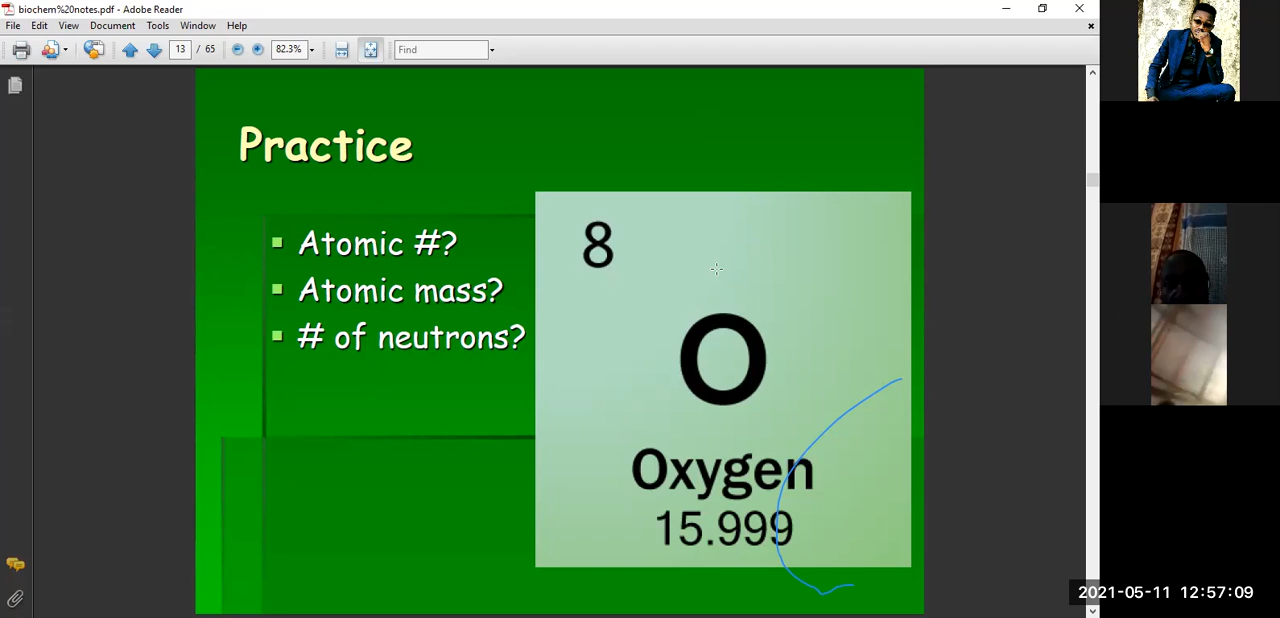 biochem%20notes.pdf - Adobe Reader
File Edit View Document Tools Window Help
13 / 65 82.3% Find
Practice
Atomic #?
Atomic mass?
# of neutrons?
8
O
Oxygen
15.999
2021-05-11 12:57:09